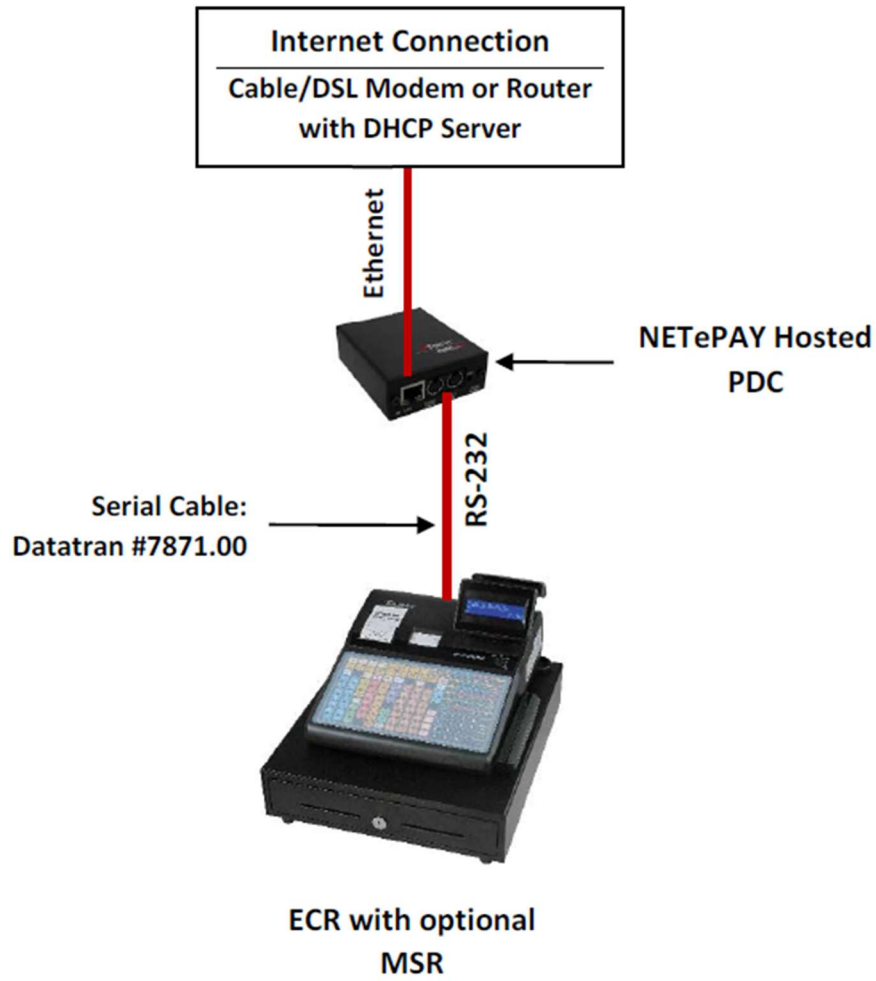 Internet Connection
Cable/DSL Modem or Router
with DHCP Server
Ethernet
NETePAY Hosted
PDC
RS-232
Serial Cable:
Datatran #7871.00
ECR with optional
MSR